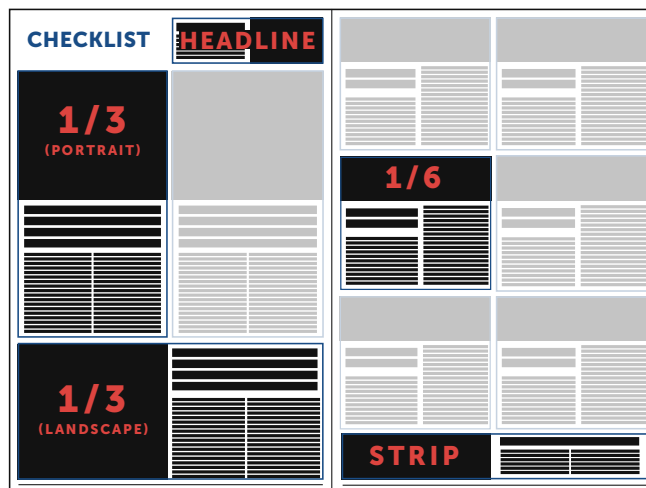 CHECKLIST
HEADLINE
1/3
(PORTRAIT)
1/3
(LANDSCAPE)
1/6
STRIP